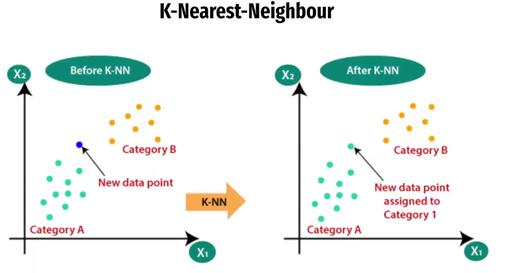 K-Nearest-Neighbour
X₂
Before K-NN
Category B
New data point
Category A
X₁
K-NN
X₂
After K-NN
Category B
New data point
assigned to
Category 1
Category A
X₁